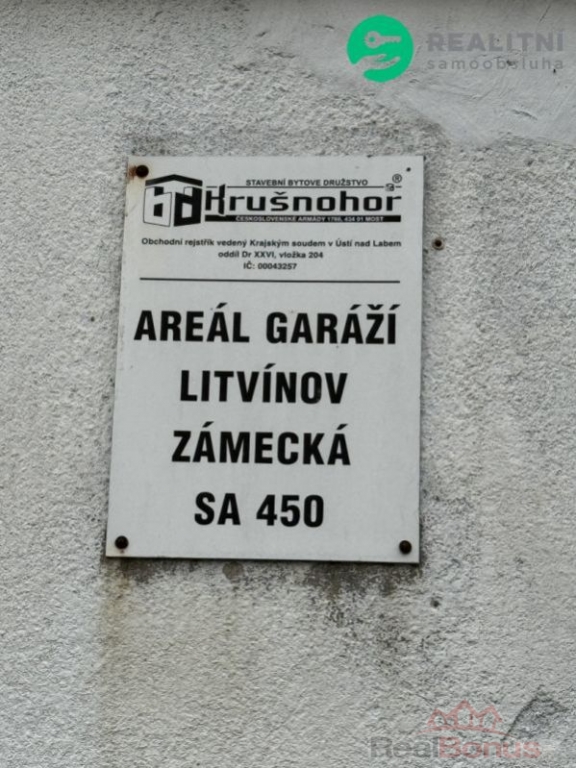 REALITNÍ
samoobsluha
STAVEBNÍ BYTOVÉ DRUŽSTVO
Krušnohor ®
ČESKOSLOVENSKÉ ARMÁDY 1766, 434 01 MOST
Obchodní rejstřík vedený Krajským soudem v Ústí nad Labem
oddíl Dr XXVI, vložka 204
IČ: 00043257
AREÁL GARÁŽÍ
LITVÍNOV
ZÁMECKÁ
SA 450
RealBonus